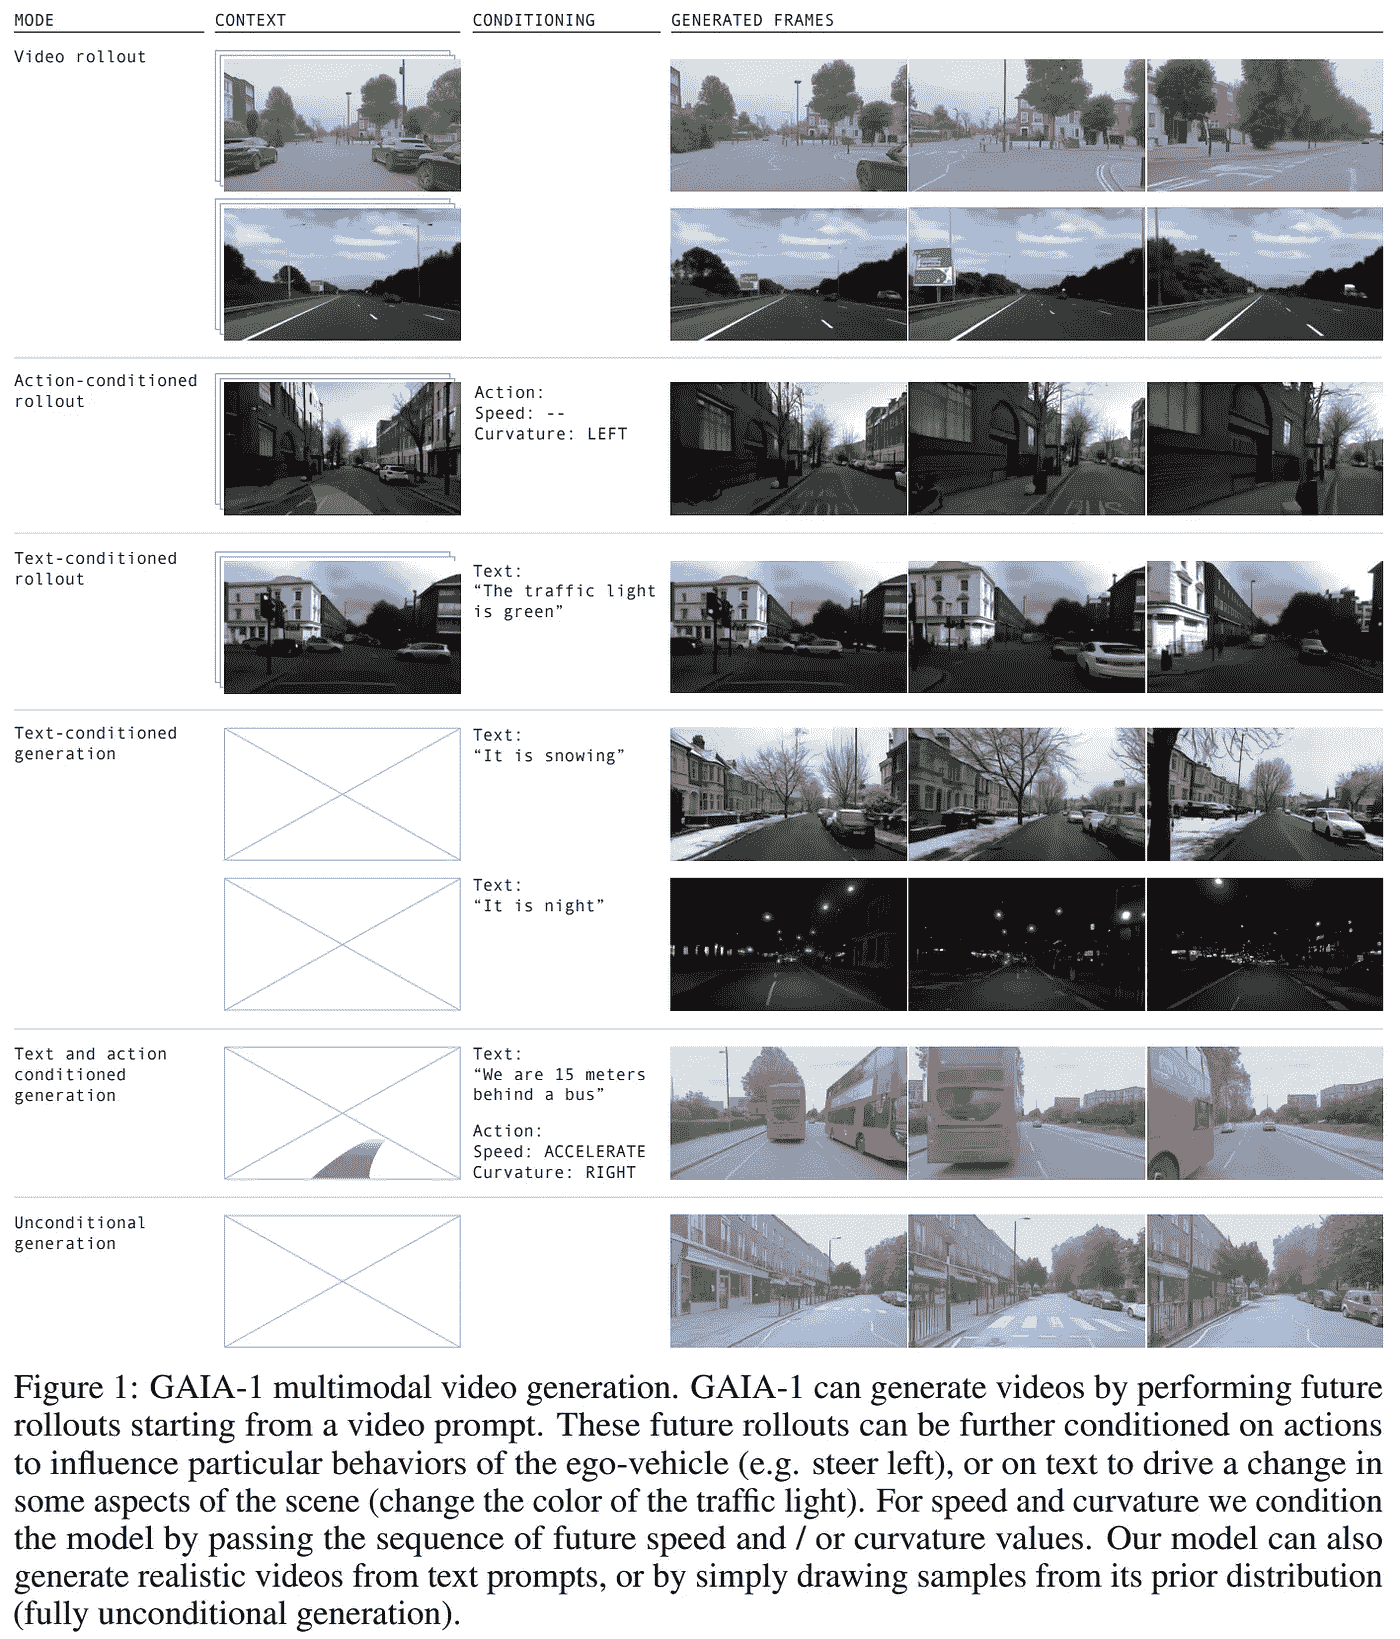 MODE CONTEXT CONDITIONING GENERATED FRAMES
Video rollout
Action-conditioned
rollout
Action:
Speed: --
Curvature: LEFT
BUS
Text-conditioned
rollout
Text:
“The traffic light
is green”
Text-conditioned
generation
Text:
“It is snowing”
Text:
“It is night”
Text and action
conditioned
generation
Text:
“We are 15 meters
behind a bus”
Action:
Speed: ACCELERATE
Curvature: RIGHT
Unconditional
generation
Figure 1: GAIA-1 multimodal video generation. GAIA-1 can generate videos by performing future
rollouts starting from a video prompt. These future rollouts can be further conditioned on actions
to influence particular behaviors of the ego-vehicle (e.g. steer left), or on text to drive a change in
some aspects of the scene (change the color of the traffic light). For speed and curvature we condition
the model by passing the sequence of future speed and / or curvature values. Our model can also
generate realistic videos from text prompts, or by simply drawing samples from its prior distribution
(fully unconditional generation).